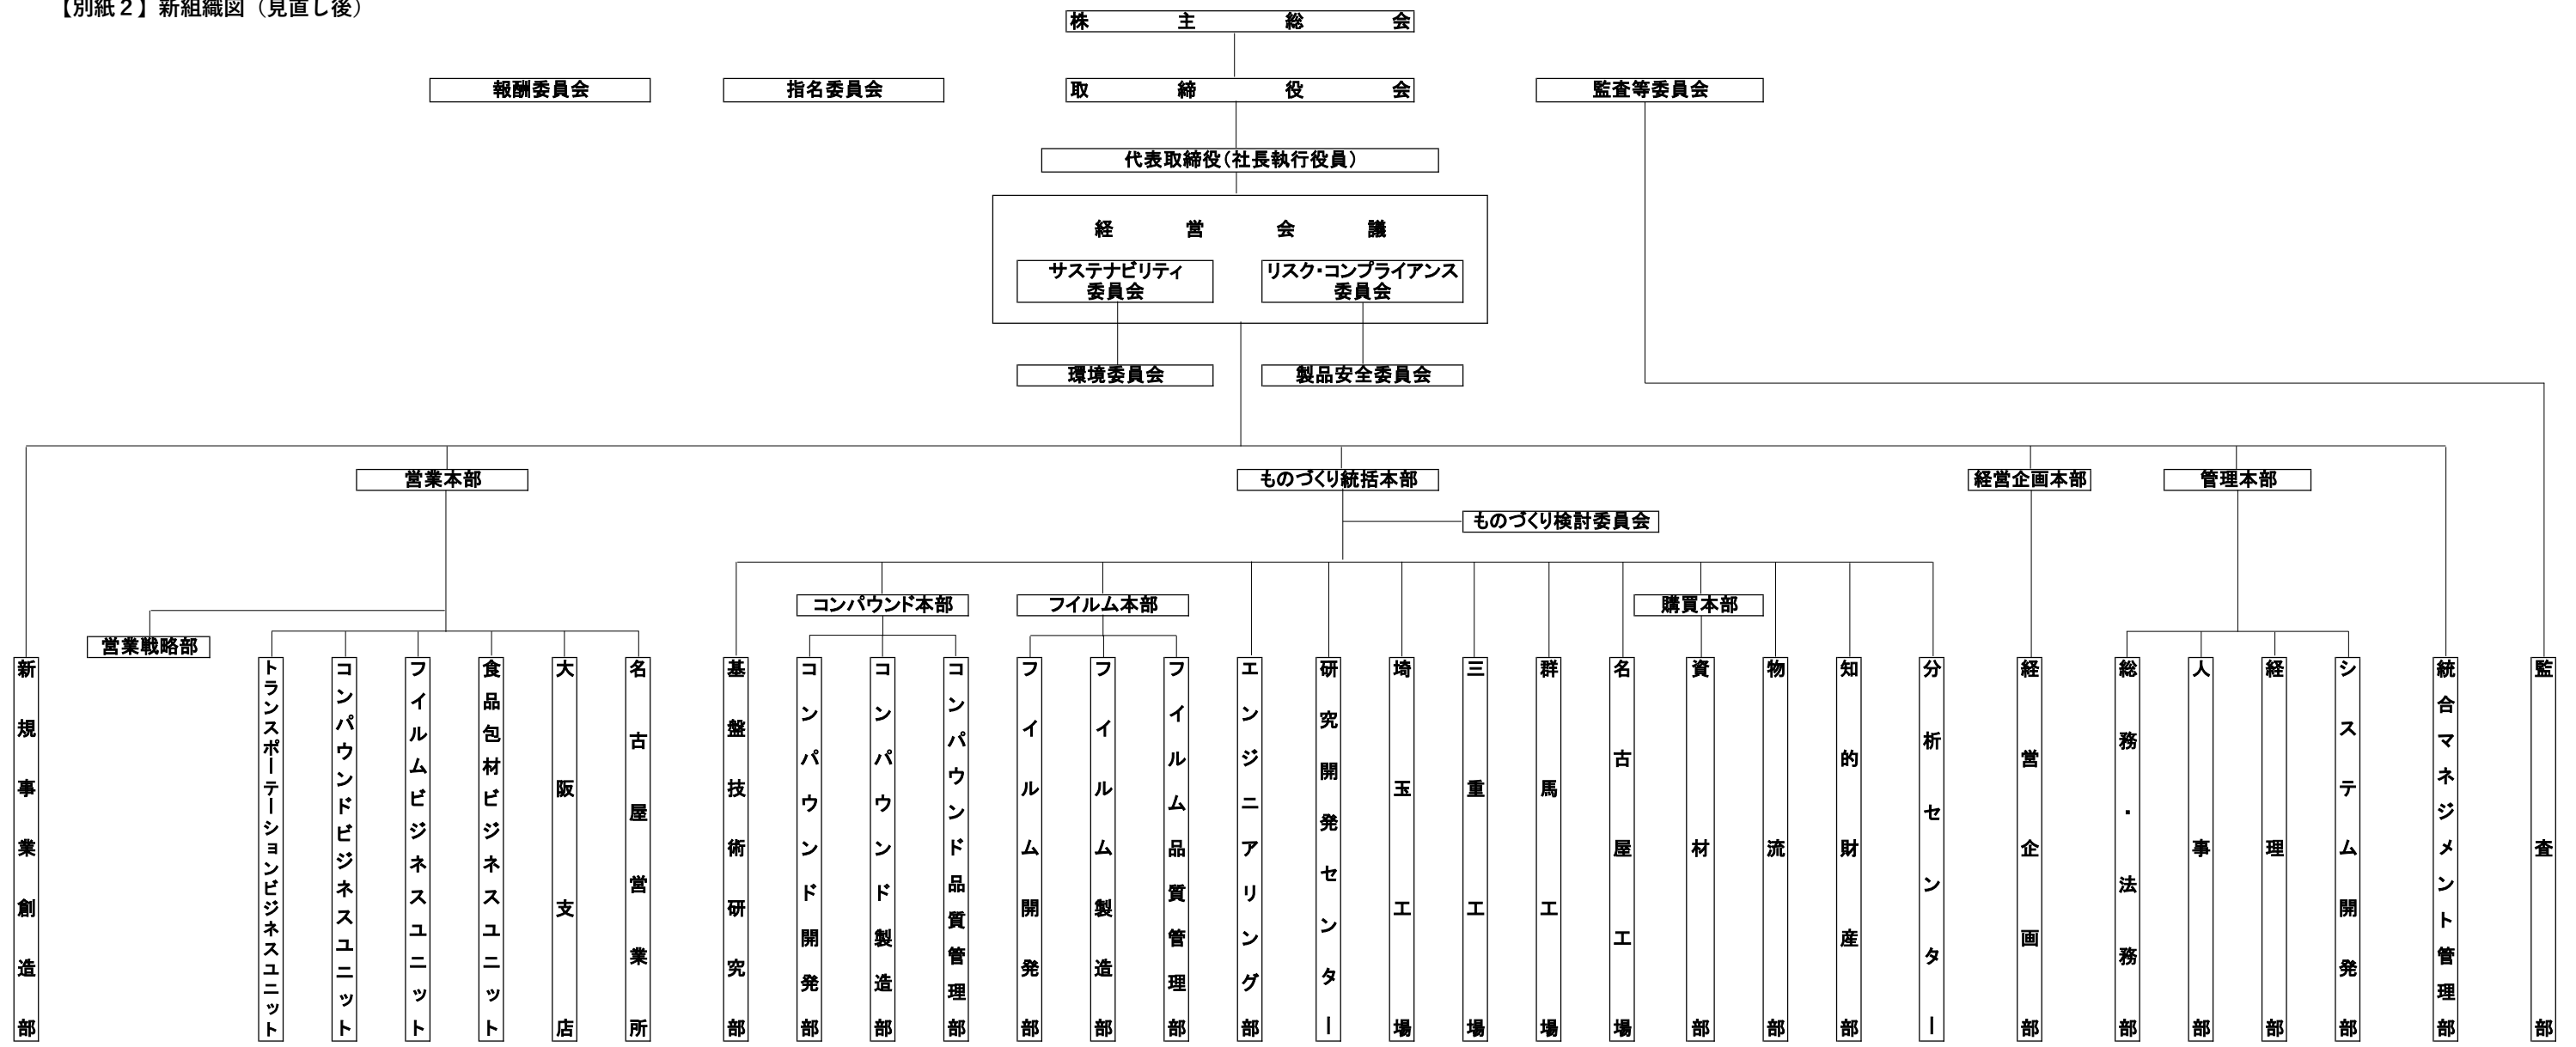 【別紙２】新組織図（見直し後）
株主総会
報酬委員会
指名委員会
取締役会
監査等委員会
代表取締役（社長執行役員）
経営会議
サステナビリティ
委員会
リスク・コンプライアンス
委員会
環境委員会
製品安全委員会
営業本部
ものづくり統括本部
経営企画本部
管理本部
ものづくり検討委員会
コンパウンド本部
フイルム本部
購買本部
営業戦略部
新規事業創造部
トランスポーテーションビジネスユニット
コンパウンドビジネスユニット
フイルムビジネスユニット
食品包材ビジネスユニット
大阪支店
名古屋営業所
基盤技術研究部
コンパウンド開発部
コンパウンド製造部
コンパウンド品質管理部
フイルム開発部
フイルム製造部
フイルム品質管理部
エンジニアリング部
研究開発センター
埼玉工場
三重工場
群馬工場
名古屋工場
資材部
物流部
知的財産部
分析センター
経営企画部
総務・法務部
人事部
経理部
システム開発部
統合マネジメント管理部
監査部